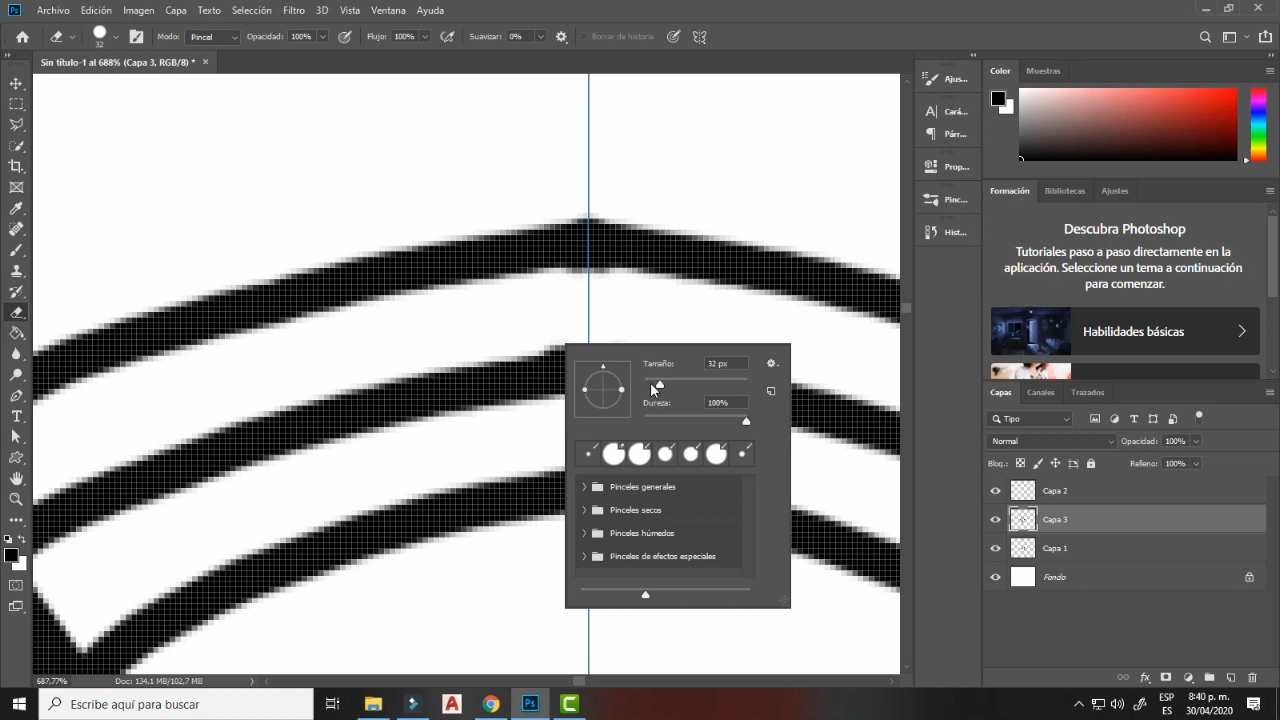 Ps Archivo Edición Imagen Capa Texto Selección Filtro 3D Vista Ventana Ayuda
32 Modo: Pincel Opacidad: 100% Flujo: 100% Suavizar: 0% Borrar de historia
Sin título-1 al 688% (Capa 3, RGB/8) * ×
Color Muestras
Ajus...
Cará...
Párr...
Prop...
Pinc...
Hist...
Formación Bibliotecas Ajustes
Descubra Photoshop
Tutoriales paso a paso directamente en la
aplicación. Seleccione un tema a continuación
para comenzar.
Habilidades básicas
Tamaño: 32 px
Dureza: 100%
Pinceles generales
Pinceles secos
Pinceles húmedos
Pinceles de efectos especiales
Capas Canales Trazados
Tipo
Normal Opacidad: 100%
Bloq.: Relleno: 100%
Capa 2
Capa 3
Capa 1
Fondo
687,77% Doc: 134,1 MB/102,7 MB
Escribe aquí para buscar
A Ps C
ESP
ES
8:40 p. m.
30/04/2020